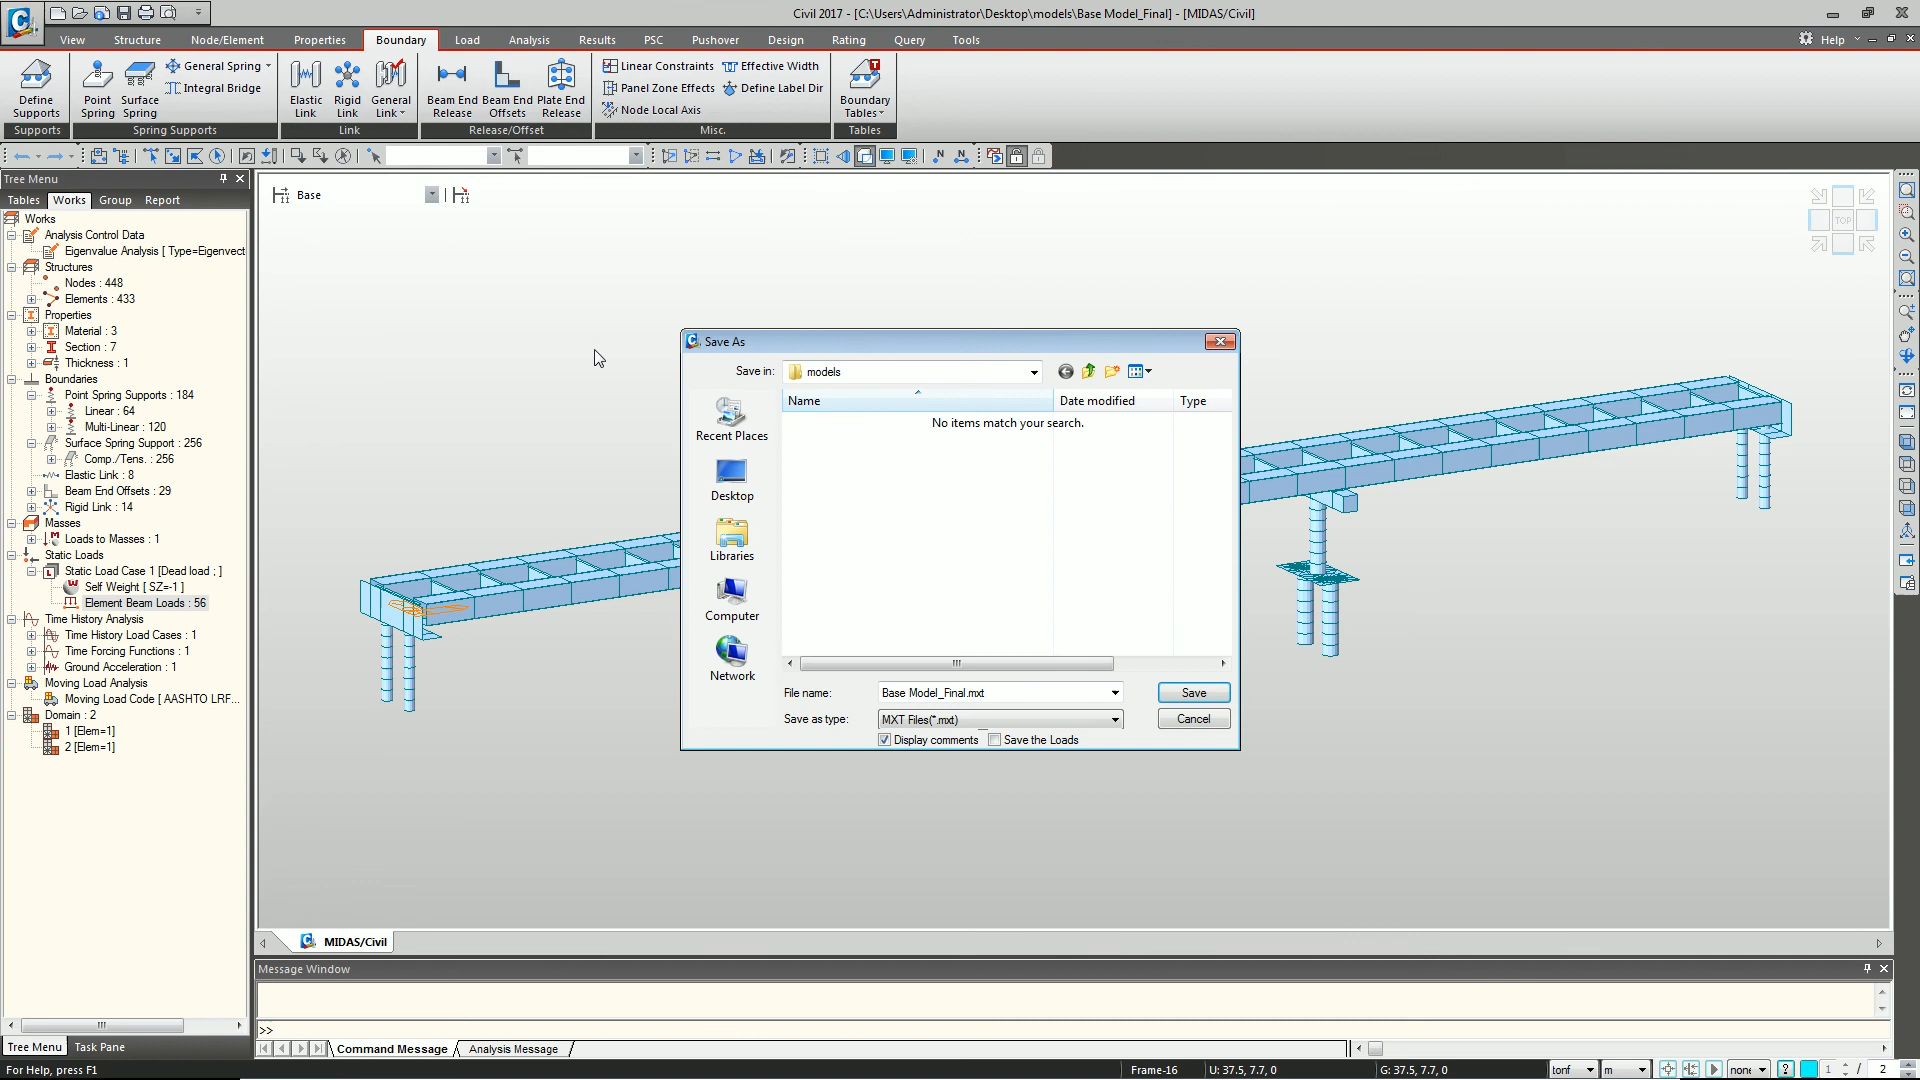 Civil 2017 - [C:\Users\Administrator\Desktop\models\Base Model_Final] - [MIDAS/Civil]
View Structure Node/Element Properties Boundary Load Analysis Results PSC Pushover Design Rating Query Tools Help
Define Supports
Supports
Point Spring
Surface Spring
General Spring
Integral Bridge
Spring Supports
Elastic Link
Rigid Link
General Link
Link
Beam End Release
Beam End Offsets
Plate End Release
Release/Offset
Linear Constraints
Effective Width
Panel Zone Effects
Define Label Dir
Node Local Axis
Misc.
Boundary Tables
Tables
Tree Menu
Tables Works Group Report
Works
Analysis Control Data
Eigenvalue Analysis [ Type=Eigenvect
Structures
Nodes : 448
Elements : 433
Properties
Material : 3
Section : 7
Thickness : 1
Boundaries
Point Spring Supports : 184
Linear : 64
Multi-Linear : 120
Surface Spring Support : 256
Comp./Tens. : 256
Elastic Link : 8
Beam End Offsets : 29
Rigid Link : 14
Masses
Loads to Masses : 1
Static Loads
Static Load Case 1 [Dead load ; ]
Self Weight [ SZ=-1 ]
Element Beam Loads : 56
Time History Analysis
Time History Load Cases : 1
Time Forcing Functions : 1
Ground Acceleration : 1
Moving Load Analysis
Moving Load Code [ AASHTO LRF...
Domain : 2
1 [Elem=1]
2 [Elem=1]
Tree Menu Task Pane
Base
TOP
Save As
Save in: models
Name Date modified Type
No items match your search.
Recent Places
Desktop
Libraries
Computer
Network
File name: Base Model_Final.mxt Save
Save as type: MXT Files(*.mxt) Cancel
Display comments Save the Loads
MIDAS/Civil
Message Window
>>
Command Message Analysis Message
For Help, press F1 Frame-16 U: 37.5, 7.7, 0 G: 37.5, 7.7, 0 tonf m none ? 1 / 2